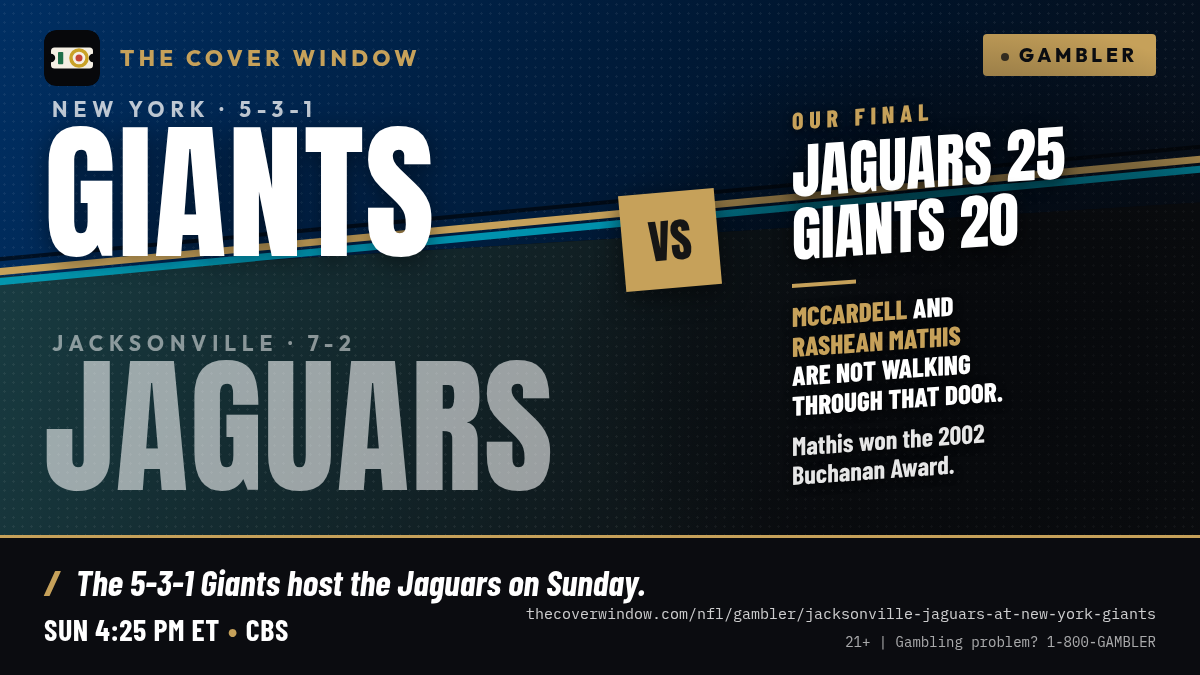 THE COVER WINDOW
GAMBLER
NEW YORK · 5-3-1
GIANTS
JACKSONVILLE · 7-2
JAGUARS
VS
OUR FINAL
JAGUARS 25
GIANTS 20
MCCARDELL AND
RASHEAN MATHIS
ARE NOT WALKING
THROUGH THAT DOOR.
Mathis won the 2002
Buchanan Award.
/ The 5-3-1 Giants host the Jaguars on Sunday.
SUN 4:25 PM ET • CBS
thecoverwindow.com/nfl/gambler/jacksonville-jaguars-at-new-york-giants
21+ | Gambling problem? 1-800-GAMBLER